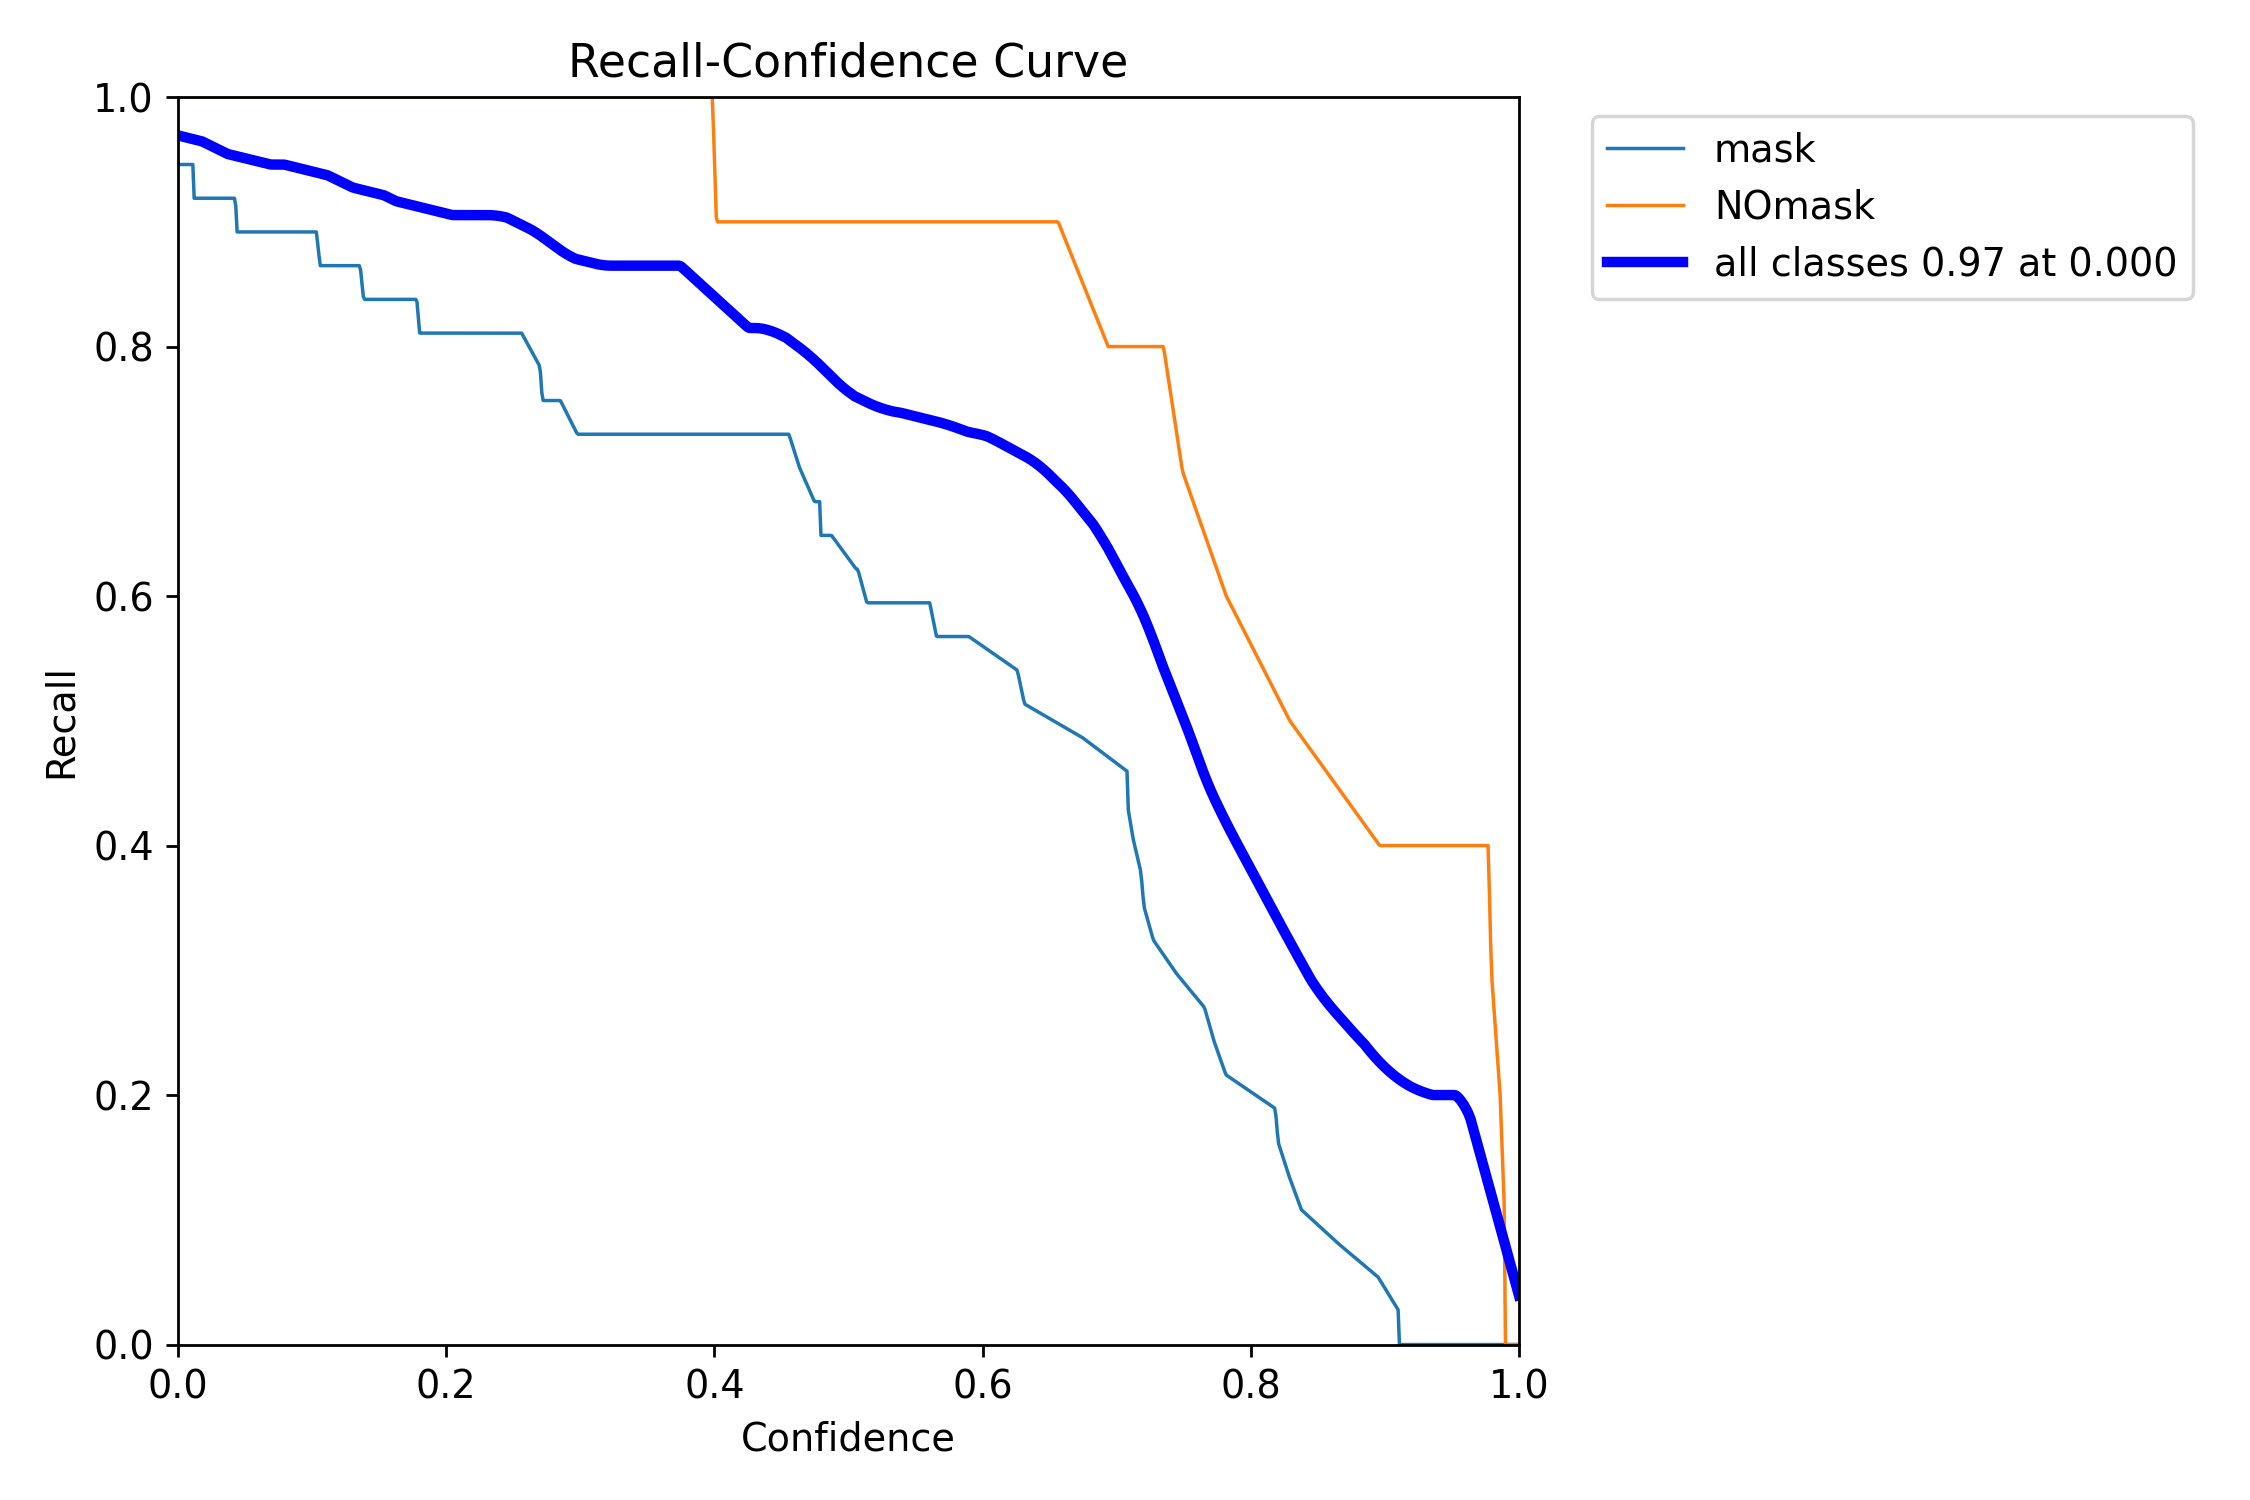 Recall-Confidence Curve
1.0
0.8
0.6
0.4
0.2
0.0
Recall
0.0 0.2 0.4 0.6 0.8 1.0
Confidence
mask
NOmask
all classes 0.97 at 0.000